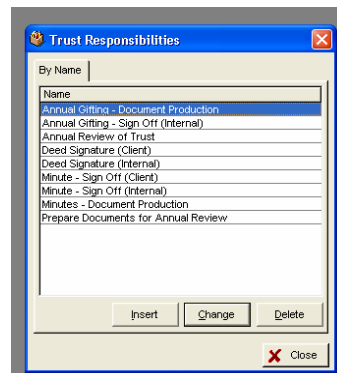 Trust Responsibilities
By Name
Name
Annual Gifting - Document Production
Annual Gifting - Sign Off (Internal)
Annual Review of Trust
Deed Signature (Client)
Deed Signature (Internal)
Minute - Sign Off (Client)
Minute - Sign Off (Internal)
Minutes - Document Production
Prepare Documents for Annual Review
Insert Change Delete
Close